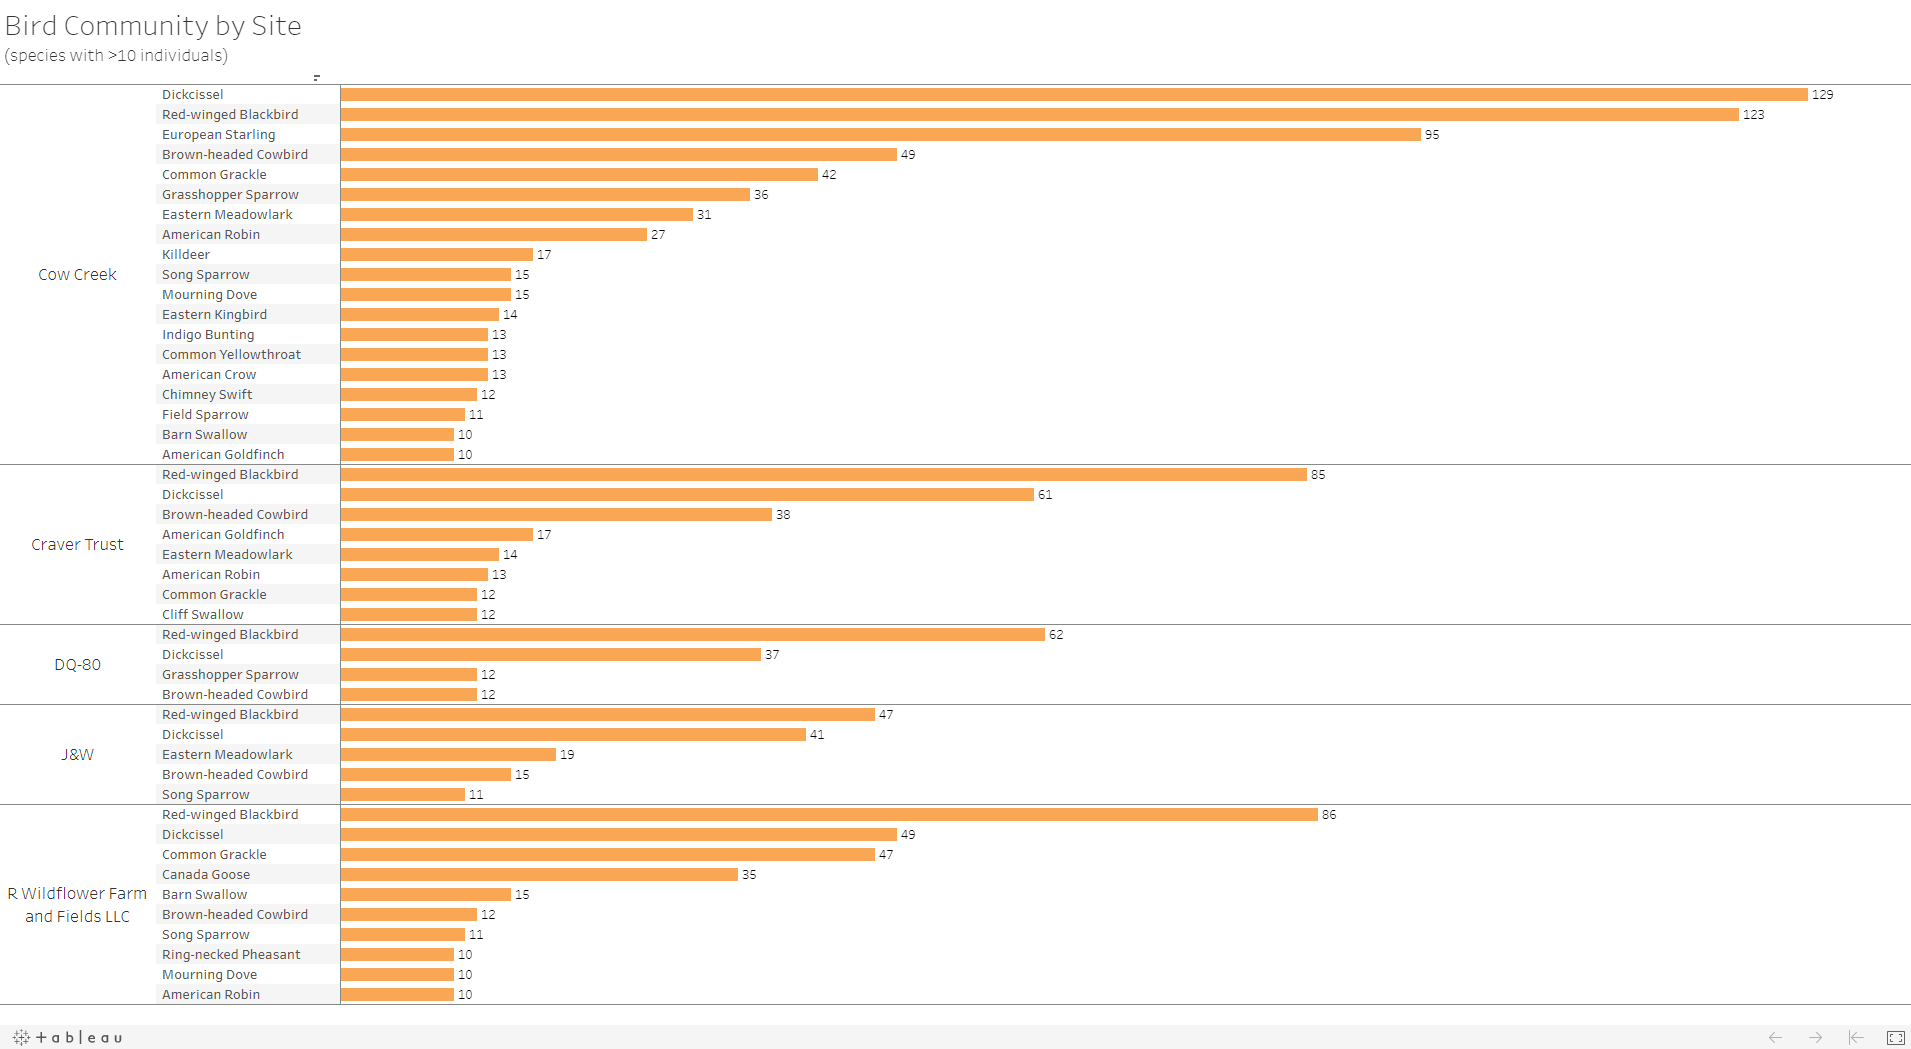 Bird Community by Site
(species with >10 individuals)
Cow Creek
Dickcissel 129
Red-winged Blackbird 123
European Starling 95
Brown-headed Cowbird 49
Common Grackle 42
Grasshopper Sparrow 36
Eastern Meadowlark 31
American Robin 27
Killdeer 17
Song Sparrow 15
Mourning Dove 15
Eastern Kingbird 14
Indigo Bunting 13
Common Yellowthroat 13
American Crow 13
Chimney Swift 12
Field Sparrow 11
Barn Swallow 10
American Goldfinch 10
Craver Trust
Red-winged Blackbird 85
Dickcissel 61
Brown-headed Cowbird 38
American Goldfinch 17
Eastern Meadowlark 14
American Robin 13
Common Grackle 12
Cliff Swallow 12
DQ-80
Red-winged Blackbird 62
Dickcissel 37
Grasshopper Sparrow 12
Brown-headed Cowbird 12
J&W
Red-winged Blackbird 47
Dickcissel 41
Eastern Meadowlark 19
Brown-headed Cowbird 15
Song Sparrow 11
R Wildflower Farm
and Fields LLC
Red-winged Blackbird 86
Dickcissel 49
Common Grackle 47
Canada Goose 35
Barn Swallow 15
Brown-headed Cowbird 12
Song Sparrow 11
Ring-necked Pheasant 10
Mourning Dove 10
American Robin 10
+ a b l e a u